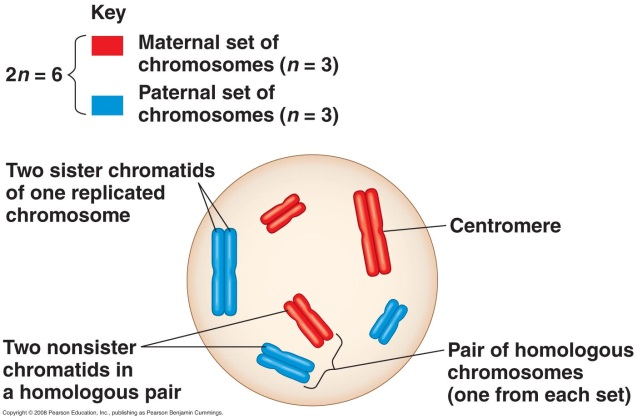 Key
2n = 6
Maternal set of
chromosomes (n = 3)
Paternal set of
chromosomes (n = 3)
Two sister chromatids
of one replicated
chromosome
Centromere
Two nonsister
chromatids in
a homologous pair
Pair of homologous
chromosomes
(one from each set)
Copyright © 2008 Pearson Education, Inc., publishing as Pearson Benjamin Cummings.